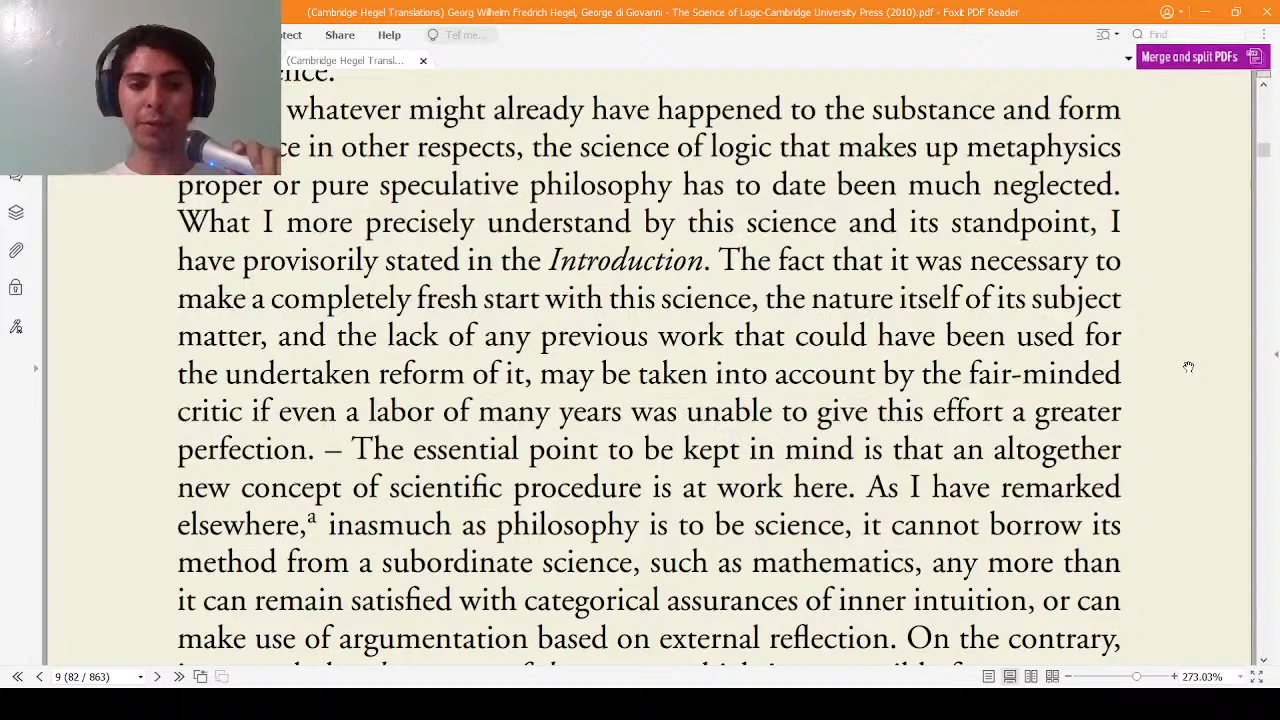 (Cambridge Hegel Translations) Georg Wilhelm Fredrich Hegel, George di Giovanni - The Science of Logic-Cambridge University Press (2010).pdf - Foxit PDF Reader
Share Help Tell me... Find
(Cambridge Hegel Transl... Merge and split PDFs
whatever might already have happened to the substance and form
in other respects, the science of logic that makes up metaphysics
proper or pure speculative philosophy has to date been much neglected.
What I more precisely understand by this science and its standpoint, I
have provisorily stated in the Introduction. The fact that it was necessary to
make a completely fresh start with this science, the nature itself of its subject
matter, and the lack of any previous work that could have been used for
the undertaken reform of it, may be taken into account by the fair-minded
critic if even a labor of many years was unable to give this effort a greater
perfection. – The essential point to be kept in mind is that an altogether
new concept of scientific procedure is at work here. As I have remarked
elsewhere,a inasmuch as philosophy is to be science, it cannot borrow its
method from a subordinate science, such as mathematics, any more than
it can remain satisfied with categorical assurances of inner intuition, or can
make use of argumentation based on external reflection. On the contrary,
9 (82 / 863) 273.03%